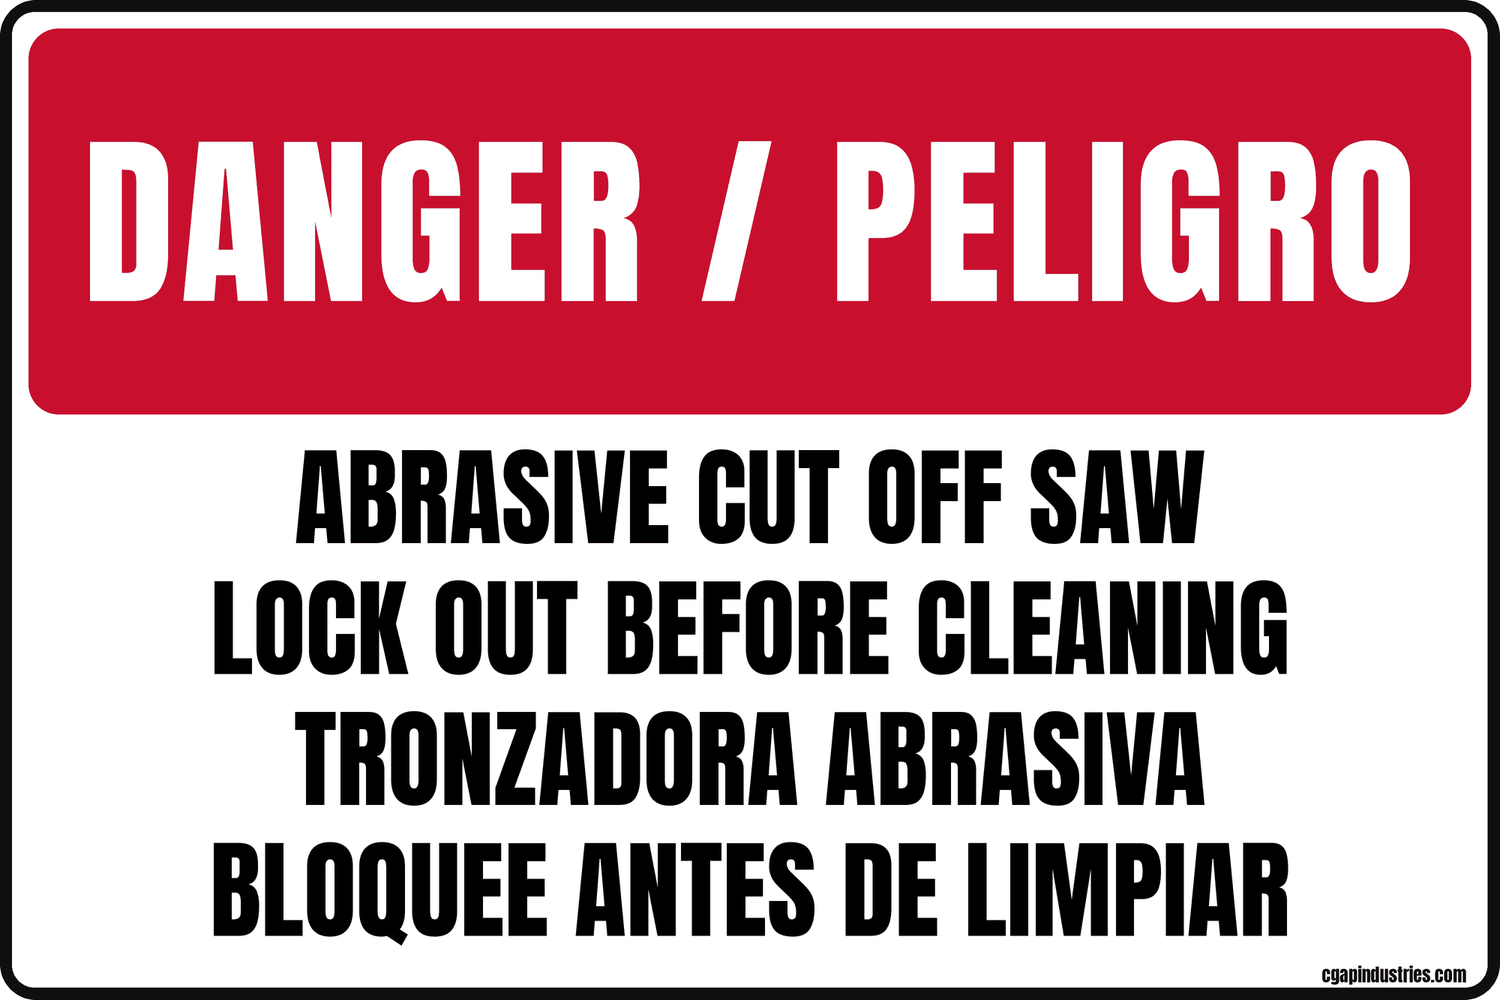 DANGER / PELIGRO
ABRASIVE CUT OFF SAW
LOCK OUT BEFORE CLEANING
TRONZADORA ABRASIVA
BLOQUEE ANTES DE LIMPIAR
cgapindustries.com